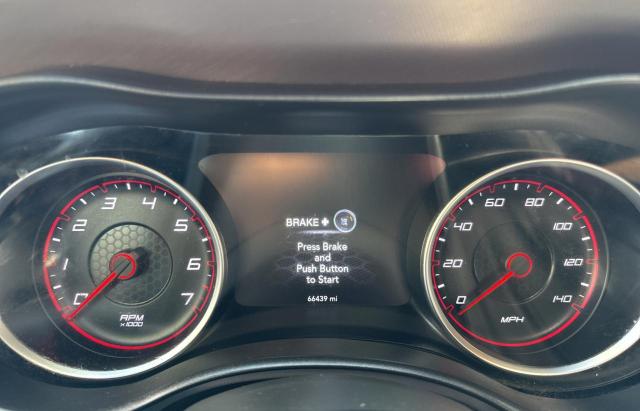 0
1
2
3
4
5
6
7
RPM
x1000
BRAKE +
Press Brake
and
Push Button
to Start
66439 mi
0
20
40
60
80
100
120
140
MPH